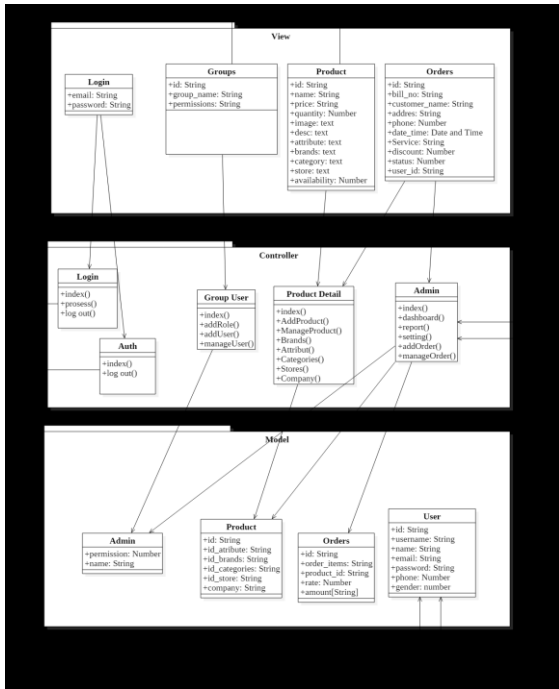 View
Login
+email: String
+password: String
Groups
+id: String
+group_name: String
+permissions: String
Product
+id: String
+name: String
+price: String
+quantity: Number
+image: text
+desc: text
+attribute: text
+brands: text
+category: text
+store: text
+availability: Number
Orders
+id: String
+bill_no: String
+customer_name: String
+addres: String
+phone: Number
+date_time: Date and Time
+Service: String
+discount: Number
+status: Number
+user_id: String
Controller
Login
+index()
+prosess()
+log out()
Auth
+index()
+log out()
Group User
+index()
+addRole()
+addUser()
+manageUser()
Product Detail
+index()
+AddProduct()
+ManageProduct()
+Brands()
+Attribut()
+Categories()
+Stores()
+Company()
Admin
+index()
+dashboard()
+report()
+setting()
+addOrder()
+manageOrder()
Model
Admin
+permission: Number
+name: String
Product
+id: String
+id_atribute: String
+id_brands: String
+id_categories: String
+id_store: String
+company: String
Orders
+id: String
+order_items: String
+product_id: String
+rate: Number
+amount[String]
User
+id: String
+username: String
+name: String
+email: String
+password: String
+phone: Number
+gender: number